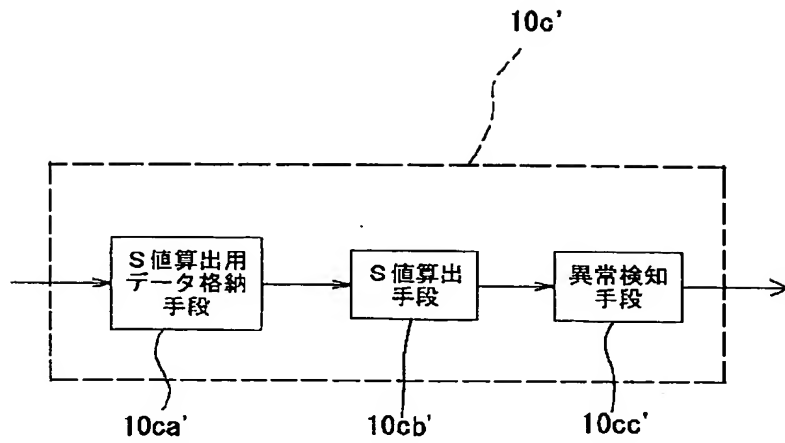 10c'
S値算出用
データ格納
手段
S値算出
手段
異常検知
手段
10ca'
10cb'
10cc'